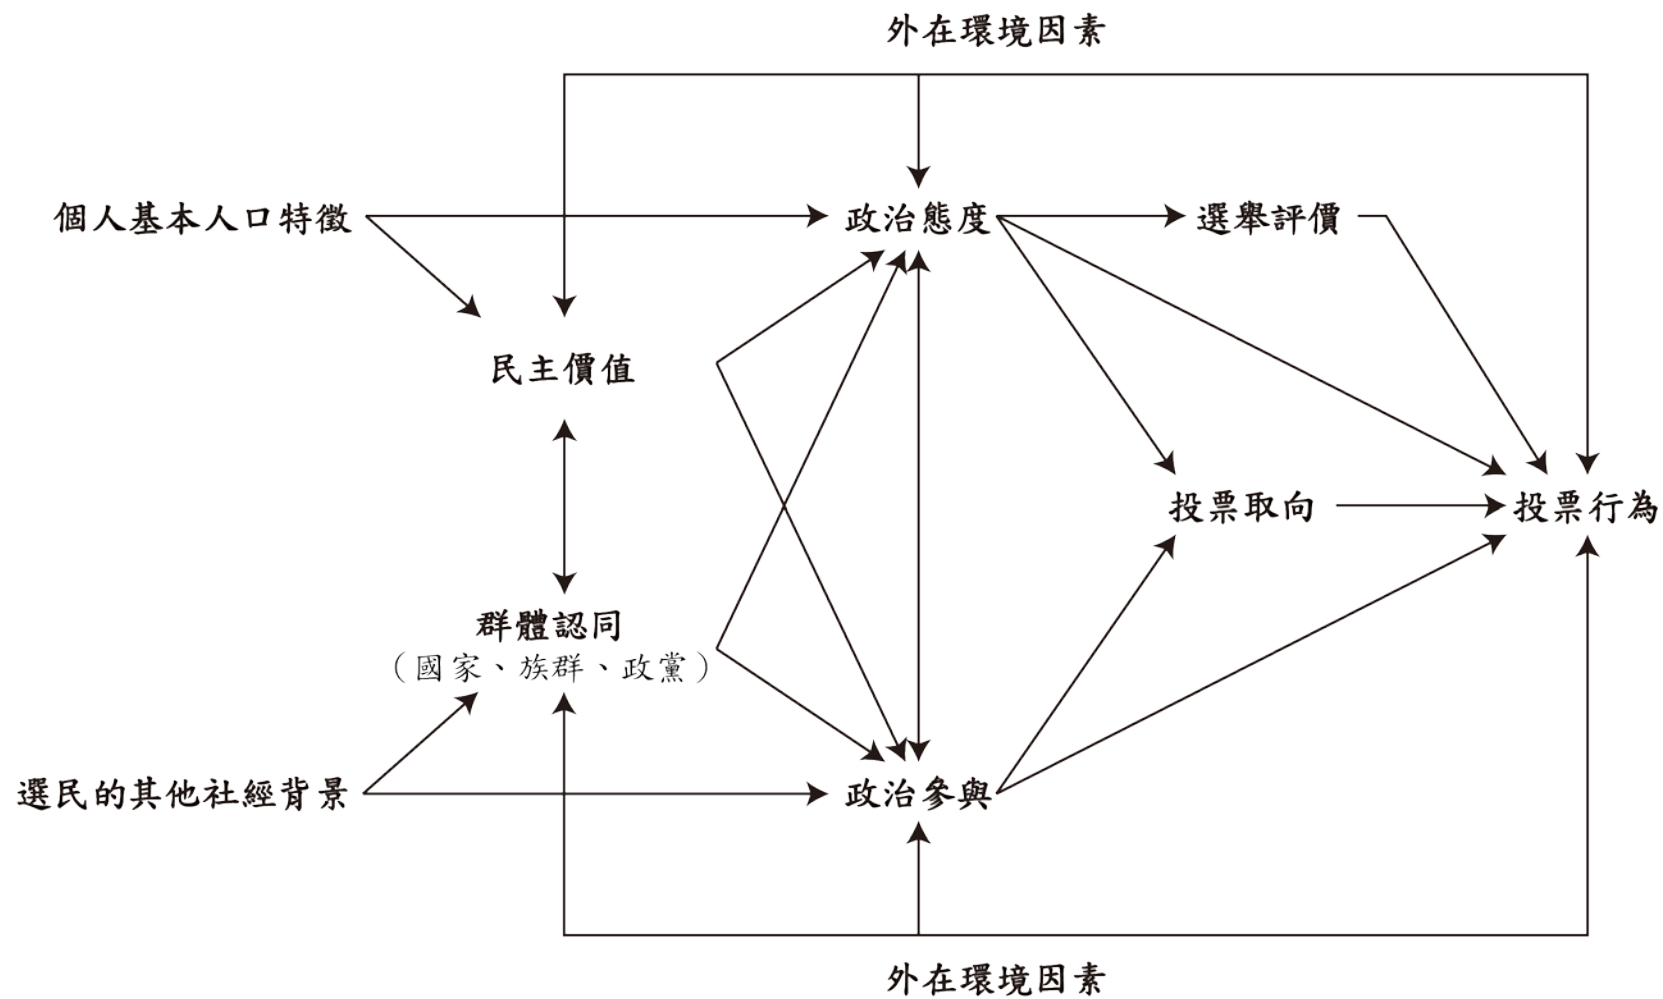 外在環境因素
個人基本人口特徵
政治態度
選舉評價
民主價值
投票取向
投票行為
群體認同
（國家、族群、政黨）
選民的其他社經背景
政治參與
外在環境因素